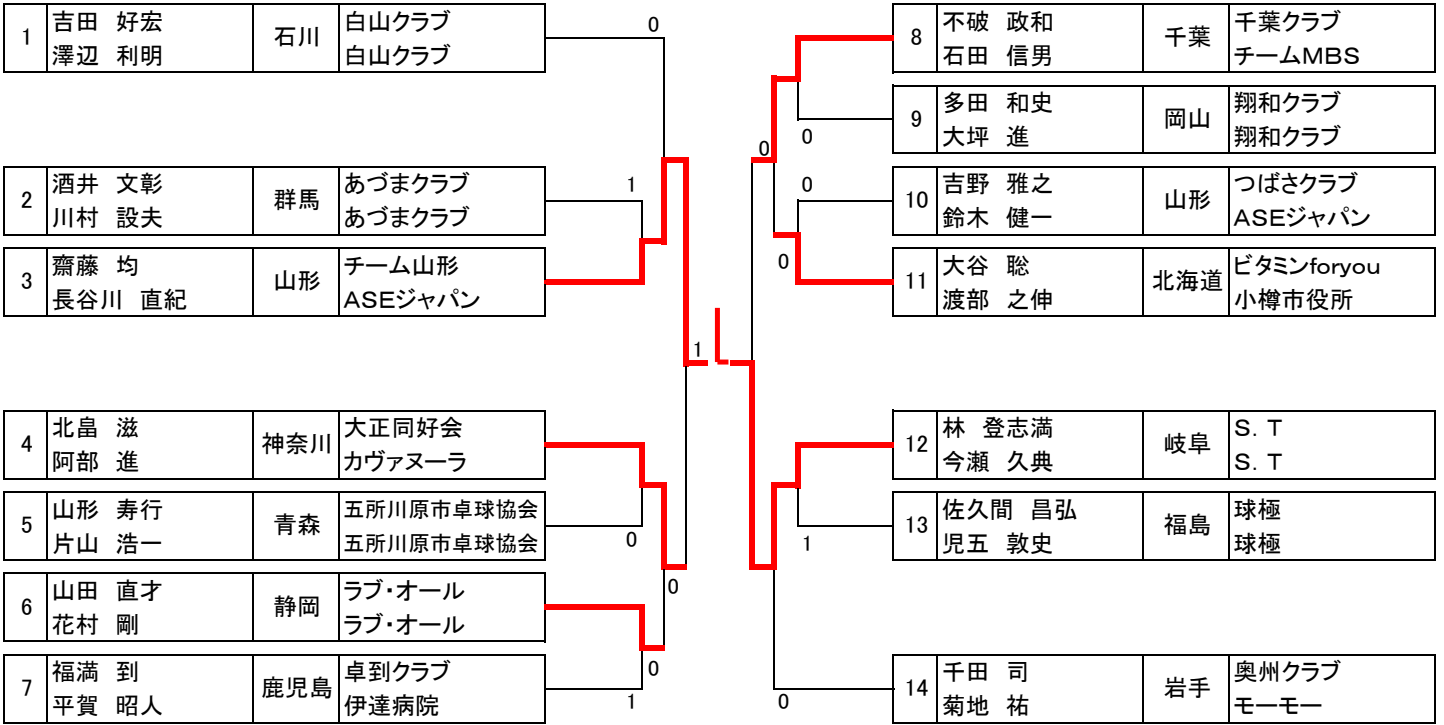 1 吉田 好宏 石川 白山クラブ
澤辺 利明 白山クラブ
0
2 酒井 文彰 群馬 あづまクラブ
川村 設夫 あづまクラブ
1
3 齋藤 均 山形 チーム山形
長谷川 直紀 ASEジャパン
1
4 北畠 滋 神奈川 大正同好会
阿部 進 カヴァヌーラ
5 山形 寿行 青森 五所川原市卓球協会
片山 浩一 五所川原市卓球協会
0
0
6 山田 直才 静岡 ラブ・オール
花村 剛 ラブ・オール
0
7 福満 到 鹿児島 卓到クラブ
平賀 昭人 伊達病院
1
8 不破 政和 千葉 千葉クラブ
石田 信男 チームMBS
9 多田 和史 岡山 翔和クラブ
大坪 進 翔和クラブ
0
0
10 吉野 雅之 山形 つばさクラブ
鈴木 健一 ASEジャパン
0
11 大谷 聡 北海道 ビタミンforyou
渡部 之伸 小樽市役所
0
12 林 登志満 岐阜 S.T
今瀬 久典 S.T
13 佐久間 昌弘 福島 球極
児五 敦史 球極
1
14 千田 司 岩手 奥州クラブ
菊地 祐 モーモー
0